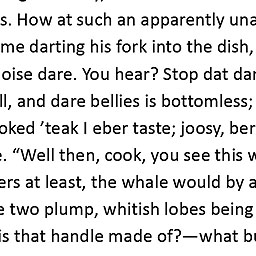 s. How at such an apparently una
me darting his fork into the dish,
oise dare. You hear? Stop dat dar
ll, and dare bellies is bottomless;
oked ’teak I eber taste; joosy, ber
e. “Well then, cook, you see this w
ers at least, the whale would by a
e two plump, whitish lobes being
is that handle made of?—what bu